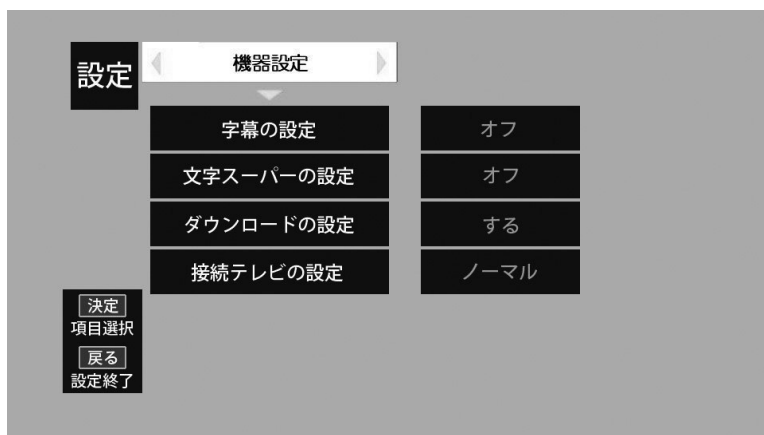 設定
機器設定
字幕の設定 オフ
文字スーパーの設定 オフ
ダウンロードの設定 する
接続テレビの設定 ノーマル
決定
項目選択
戻る
設定終了